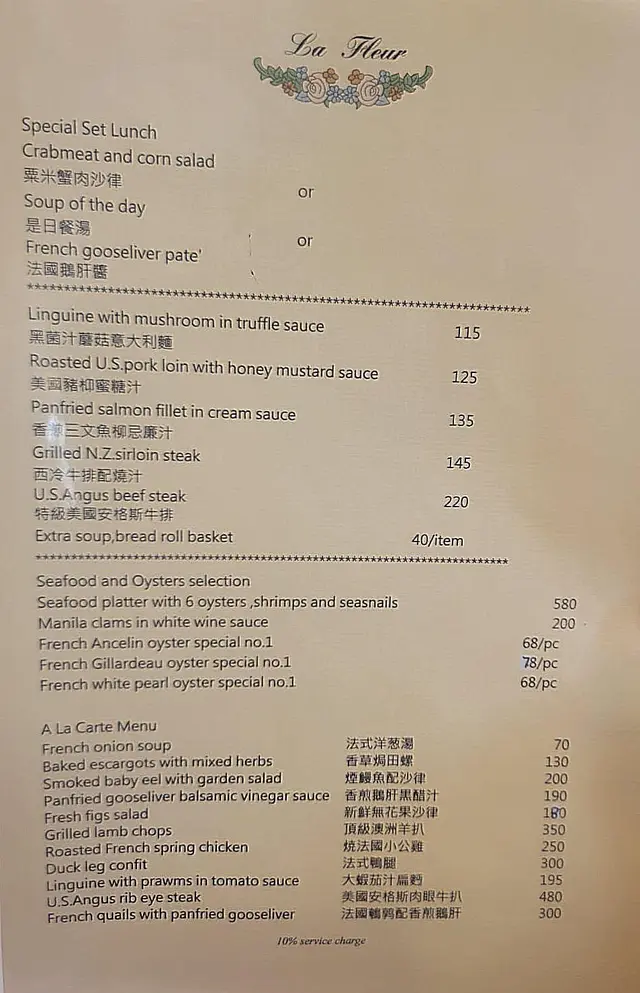 La Fleur
Special Set Lunch
Crabmeat and corn salad
粟米蟹肉沙律
or
Soup of the day
是日餐湯
or
French gooseliver pate'
法國鵝肝醬
********************************************************************************
Linguine with mushroom in truffle sauce 115
黑菌汁蘑菇意大利麵
Roasted U.S.pork loin with honey mustard sauce 125
美國豬柳蜜糖汁
Panfried salmon fillet in cream sauce 135
香煎三文魚柳忌廉汁
Grilled N.Z.sirloin steak 145
西冷牛排配燒汁
U.S.Angus beef steak 220
特級美國安格斯牛排
Extra soup,bread roll basket 40/item
********************************************************************************
Seafood and Oysters selection
Seafood platter with 6 oysters ,shrimps and seasnails 580
Manila clams in white wine sauce 200
French Ancelin oyster special no.1 68/pc
French Gillardeau oyster special no.1 78/pc
French white pearl oyster special no.1 68/pc
A La Carte Menu
French onion soup 法式洋葱湯 70
Baked escargots with mixed herbs 香草焗田螺 130
Smoked baby eel with garden salad 煙鰻魚配沙律 200
Panfried gooseliver balsamic vinegar sauce 香煎鵝肝黑醋汁 190
Fresh figs salad 新鮮無花果沙律
Grilled lamb chops 頂級澳洲羊扒 350
Roasted French spring chicken 燒法國小公雞 250
Duck leg confit 法式鴨腿 300
Linguine with prawms in tomato sauce 大蝦茄汁扁麵 195
U.S.Angus rib eye steak 美國安格斯肉眼牛扒 480
French quails with panfried gooseliver 法國鵪鶉配香煎鵝肝 300
10% service charge